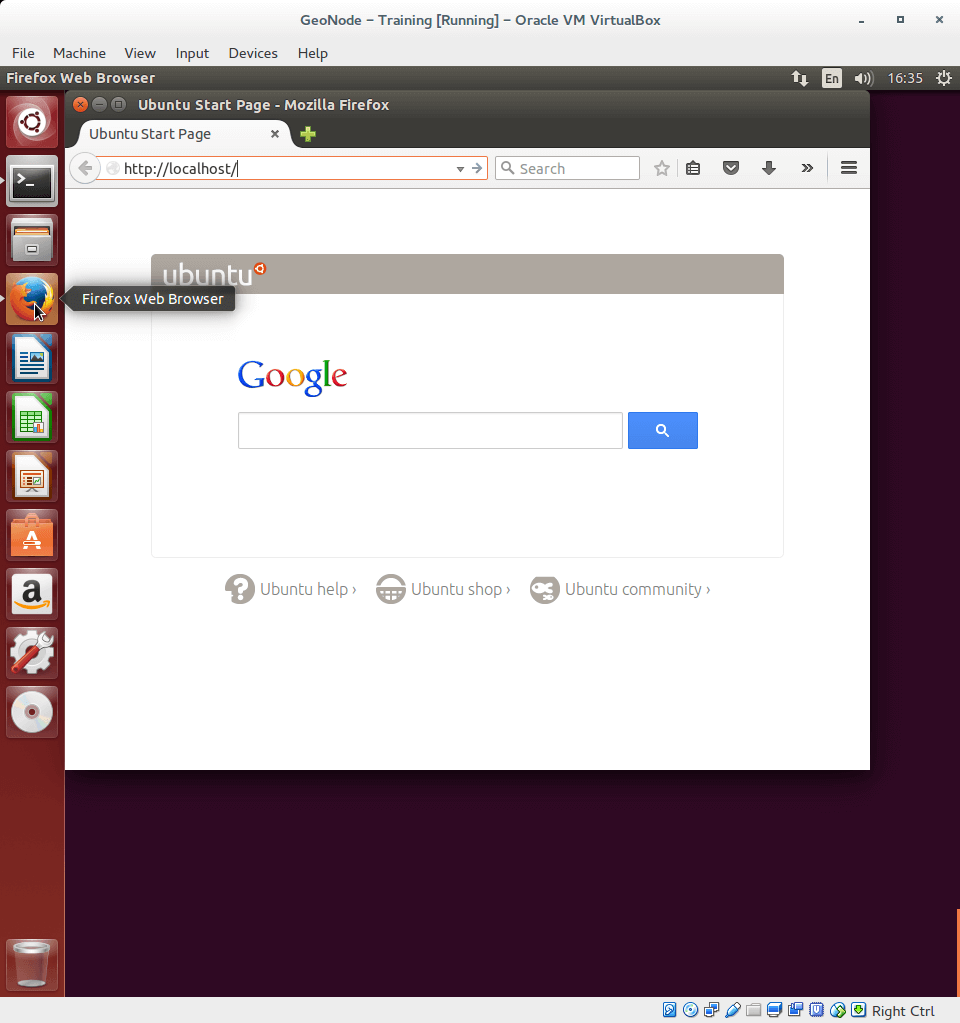 GeoNode – Training [Running] – Oracle VM VirtualBox
File Machine View Input Devices Help
Firefox Web Browser En 16:35
Ubuntu Start Page - Mozilla Firefox
Ubuntu Start Page
http://localhost/ Search
ubuntu
Firefox Web Browser
Google
Ubuntu help › Ubuntu shop › Ubuntu community ›
Right Ctrl